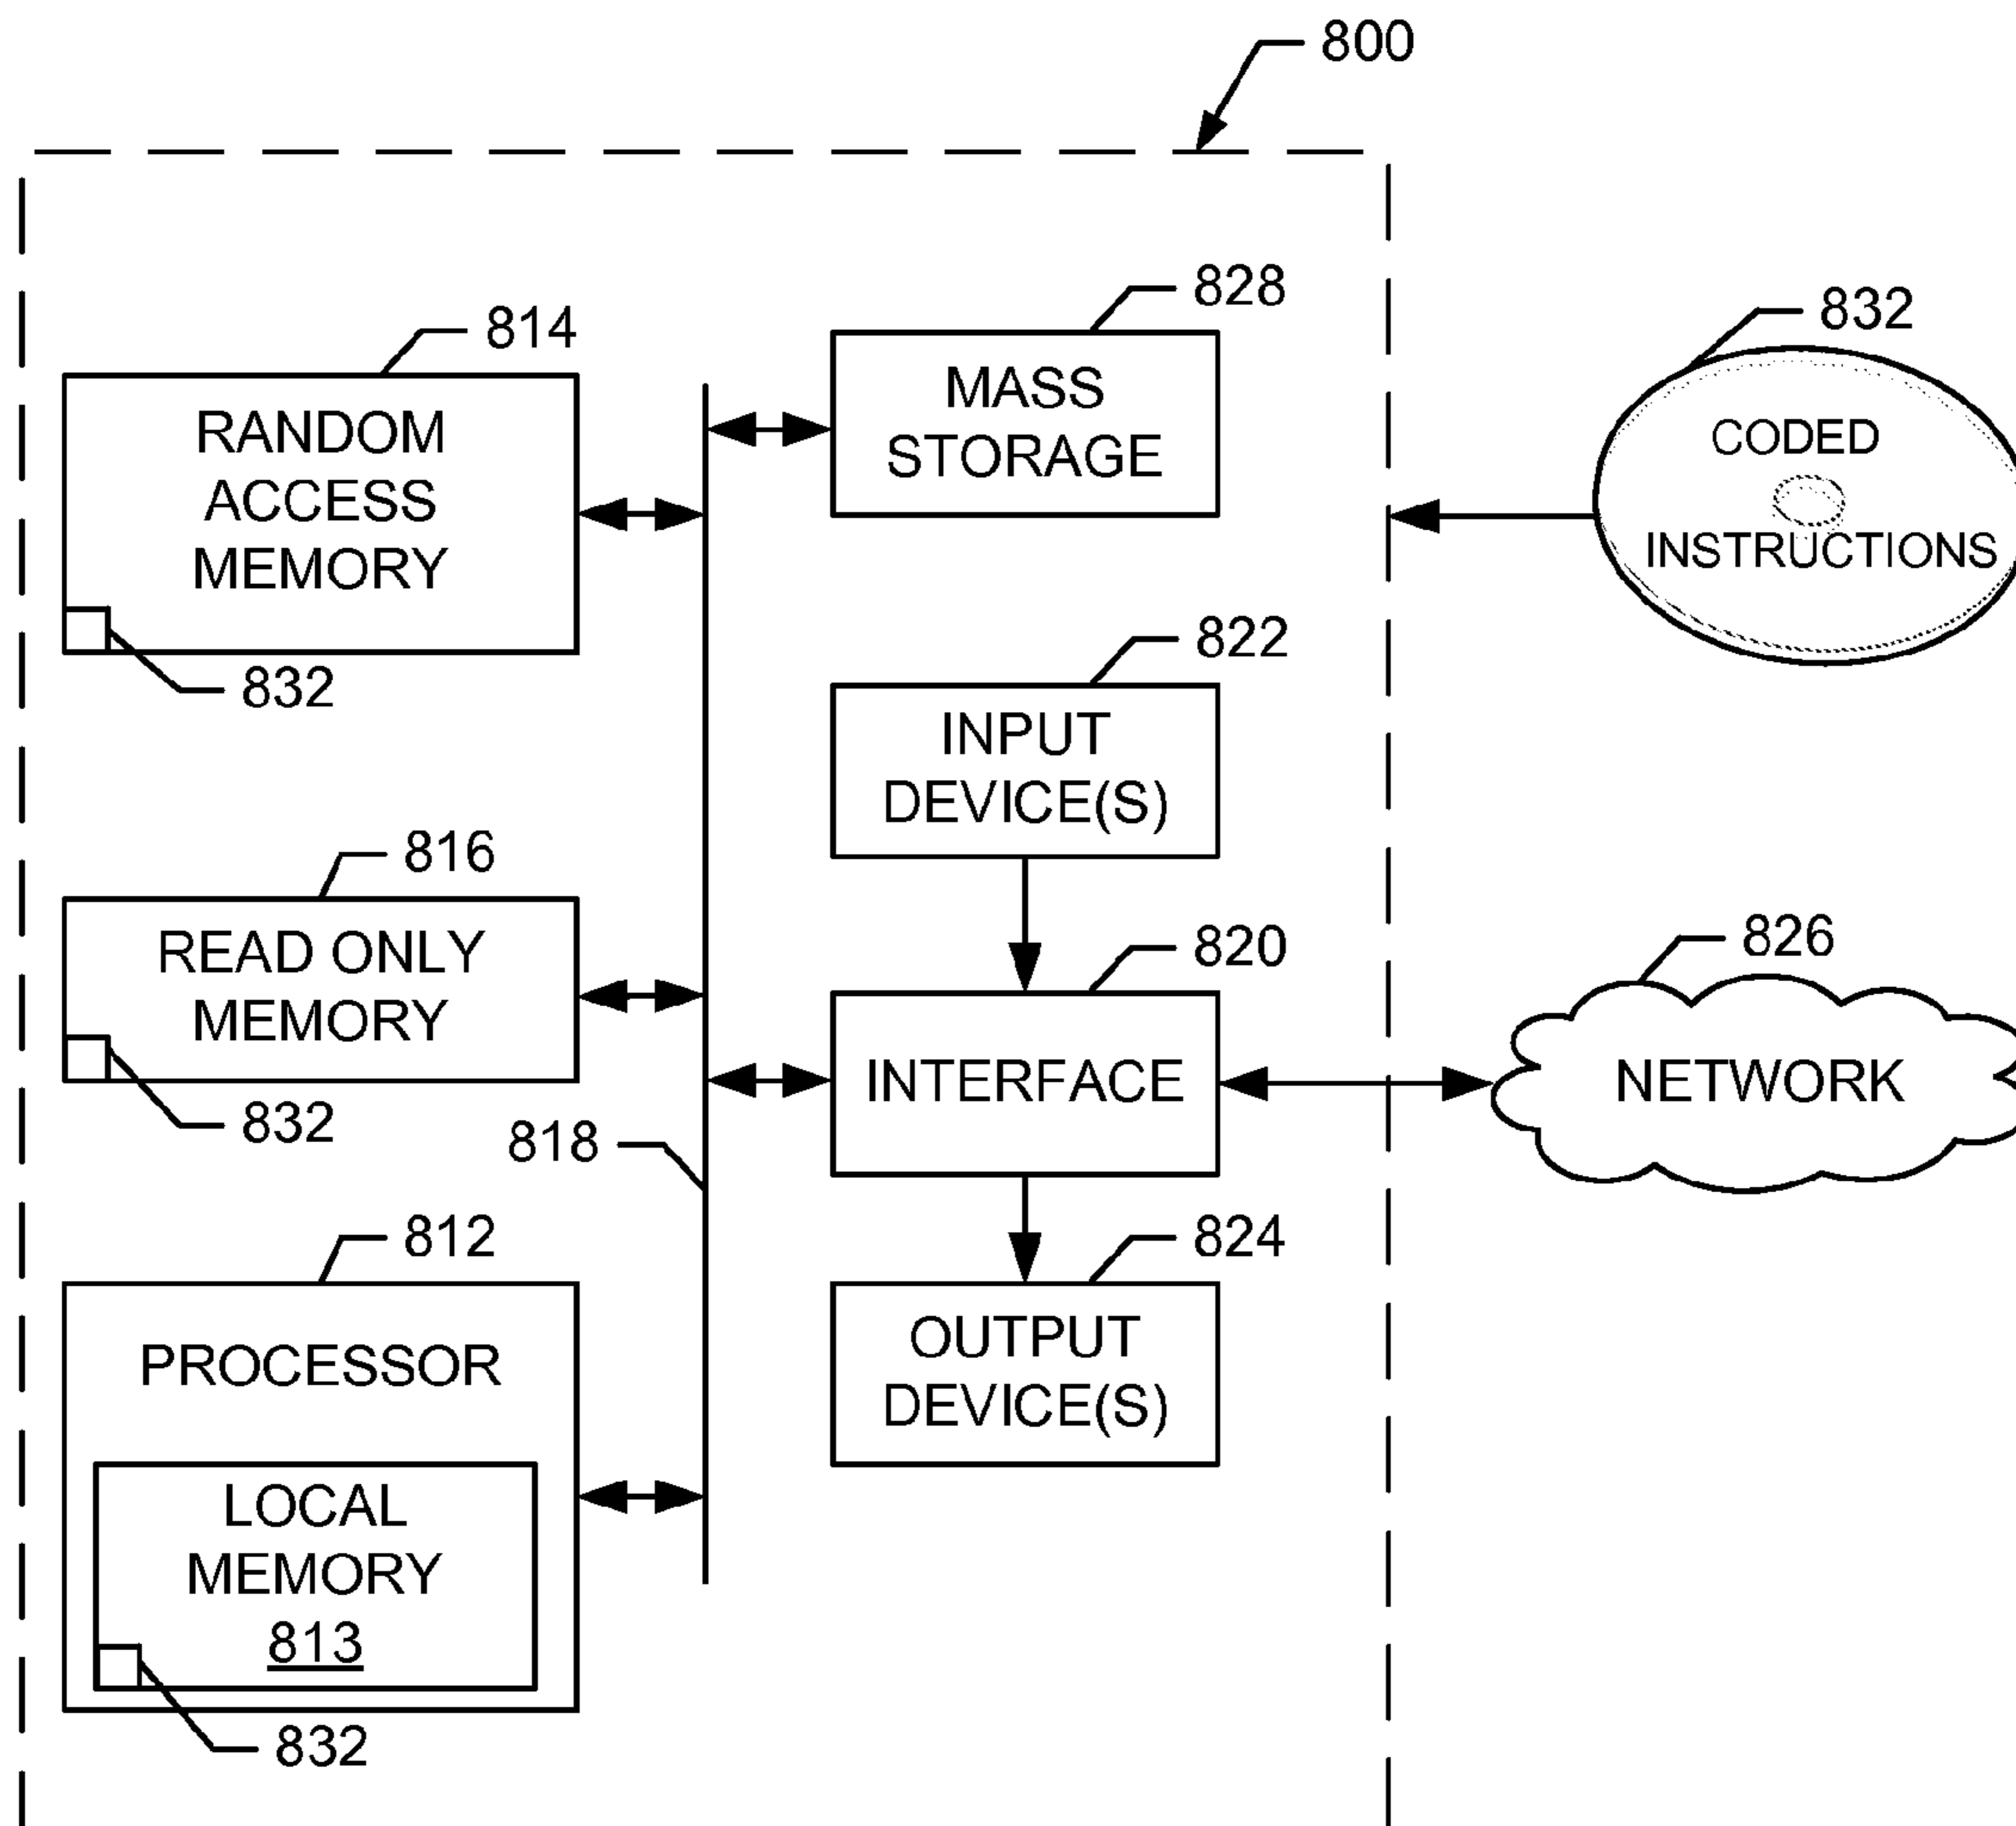 800
828
MASS
STORAGE
832
CODED
INSTRUCTIONS
814
RANDOM
ACCESS
MEMORY
832
822
INPUT
DEVICE(S)
816
READ ONLY
MEMORY
832
820
INTERFACE
826
NETWORK
818
812
PROCESSOR
LOCAL
MEMORY
813
832
824
OUTPUT
DEVICE(S)